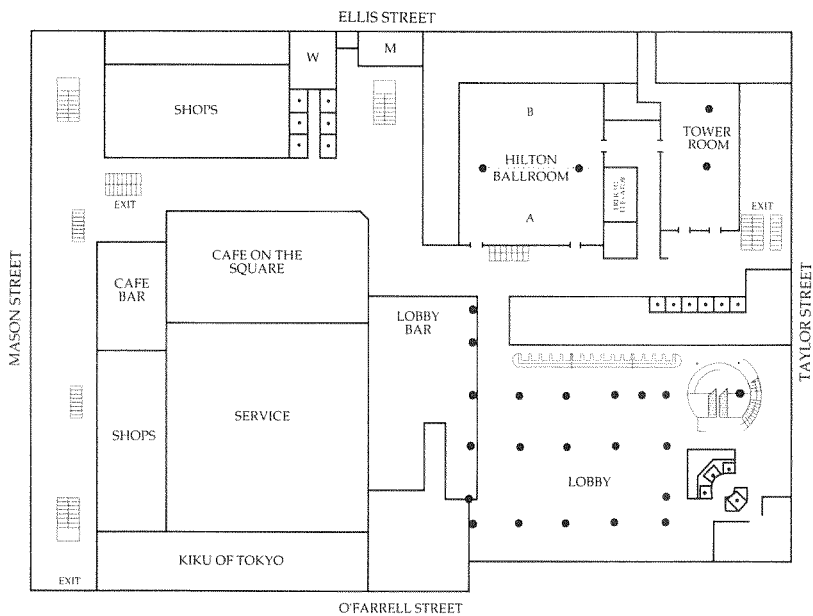 ELLIS STREET
W
M
SHOPS
B
TOWER
ROOM
HILTON
BALLROOM
A
EXIT
EXIT
CAFE ON THE
SQUARE
CAFE
BAR
LOBBY
BAR
MASON STREET
TAYLOR STREET
SHOPS
SERVICE
LOBBY
KIKU OF TOKYO
EXIT
O'FARRELL STREET